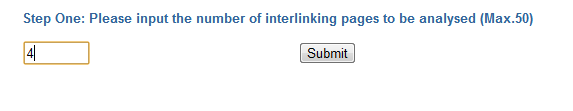 Step One: Please input the number of interlinking pages to be analysed (Max.50)
4 Submit